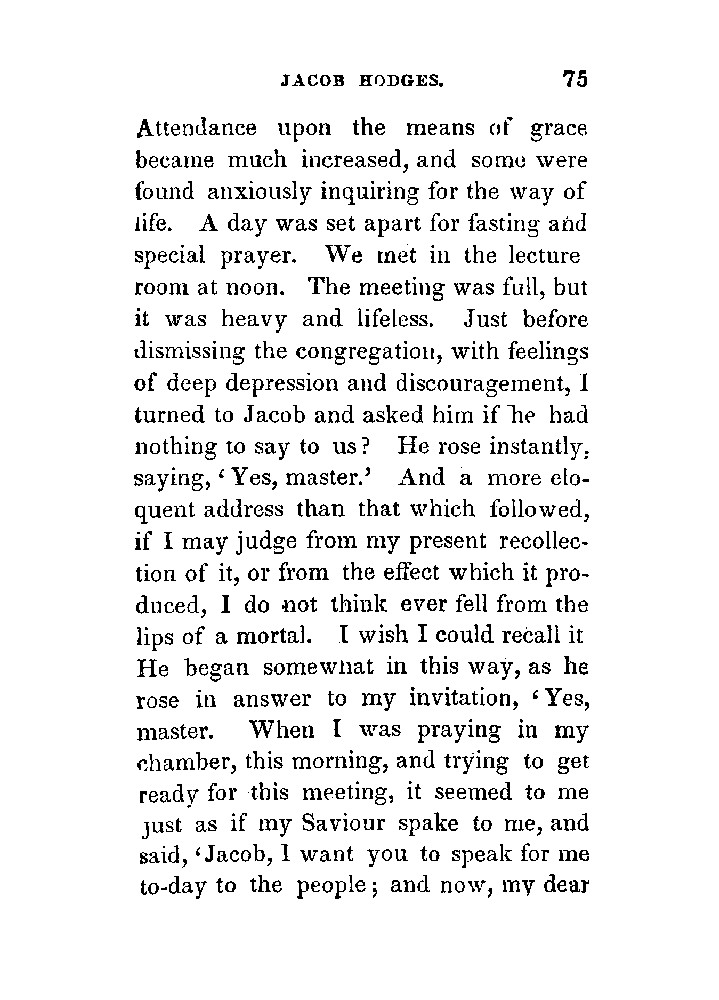 JACOB HODGES. 75
Attendance upon the means of grace
became much increased, and some were
found anxiously inquiring for the way of
life. A day was set apart for fasting and
special prayer. We met in the lecture
room at noon. The meeting was full, but
it was heavy and lifeless. Just before
dismissing the congregation, with feelings
of deep depression and discouragement, I
turned to Jacob and asked him if he had
nothing to say to us? He rose instantly,
saying, ‘Yes, master.’ And a more elo-
quent address than that which followed,
if I may judge from my present recollec-
tion of it, or from the effect which it pro-
duced, I do not think ever fell from the
lips of a mortal. I wish I could recall it
He began somewhat in this way, as he
rose in answer to my invitation, ‘Yes,
master. When I was praying in my
chamber, this morning, and trying to get
ready for this meeting, it seemed to me
just as if my Saviour spake to me, and
said, ‘Jacob, I want you to speak for me
to-day to the people; and now, my dear